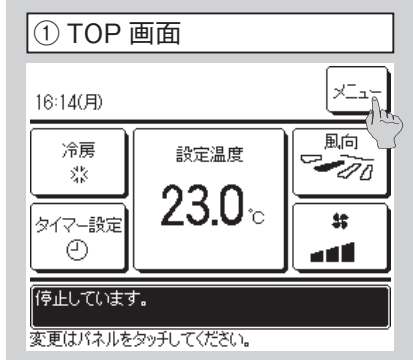 ① TOP 画面
メニュー
16:14(月)
冷房
設定温度
風向
タイマー設定
23.0℃
停止しています。
変更はパネルをタッチしてください。